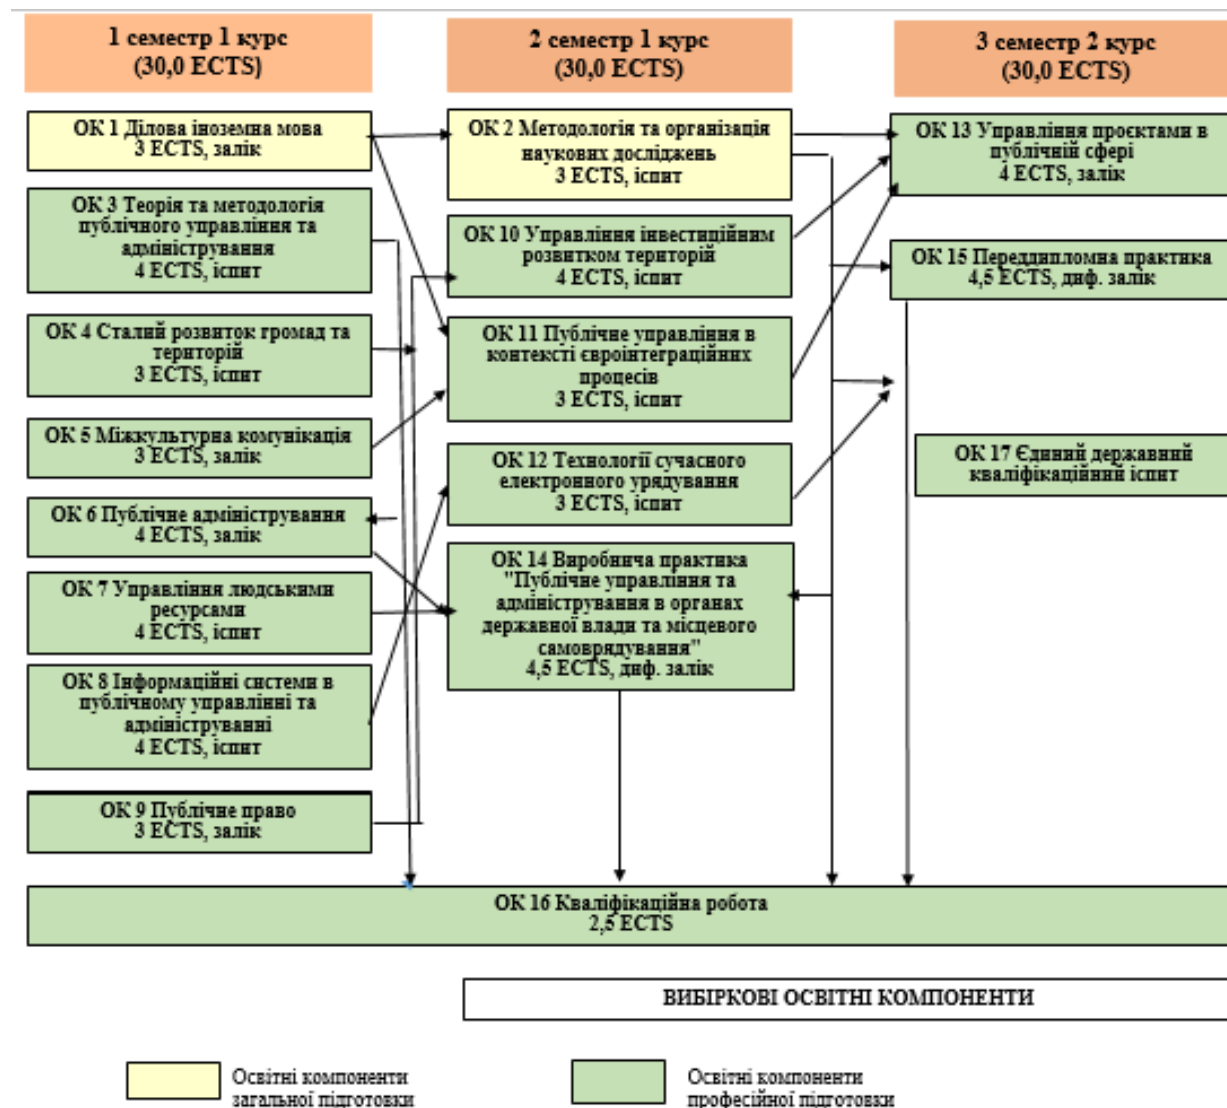 1 семестр 1 курс
(30,0 ECTS)
2 семестр 1 курс
(30,0 ECTS)
3 семестр 2 курс
(30,0 ECTS)
ОК 1 Ділова іноземна мова
3 ECTS, залік
ОК 3 Теорія та методологія
публічного управління та
адміністрування
4 ECTS, іспит
ОК 4 Сталий розвиток громад та
територій
3 ECTS, іспит
ОК 5 Міжкультурна комунікація
3 ECTS, залік
ОК 6 Публічне адміністрування
4 ECTS, залік
ОК 7 Управління людськими
ресурсами
4 ECTS, іспит
ОК 8 Інформаційні системи в
публічному управлінні та
адмініструванні
4 ECTS, іспит
ОК 9 Публічне право
3 ECTS, залік
ОК 2 Методологія та організація
наукових досліджень
3 ECTS, іспит
ОК 10 Управління інвестиційним
розвитком територій
4 ECTS, іспит
ОК 11 Публічне управління в
контексті євроінтеграційних
процесів
3 ECTS, іспит
ОК 12 Технології сучасного
електронного урядування
3 ECTS, іспит
ОК 14 Виробнича практика
"Публічне управління та
адміністрування в органах
державної влади та місцевого
самоврядування"
4,5 ECTS, диф. залік
ОК 13 Управління проєктами в
публічній сфері
4 ECTS, залік
ОК 15 Переддипломна практика
4,5 ECTS, диф. залік
ОК 17 Єдиний державний
кваліфікаційний іспит
ОК 16 Кваліфікаційна робота
2,5 ECTS
ВИБІРКОВІ ОСВІТНІ КОМПОНЕНТИ
Освітні компоненти
загальної підготовки
Освітні компоненти
професійної підготовки